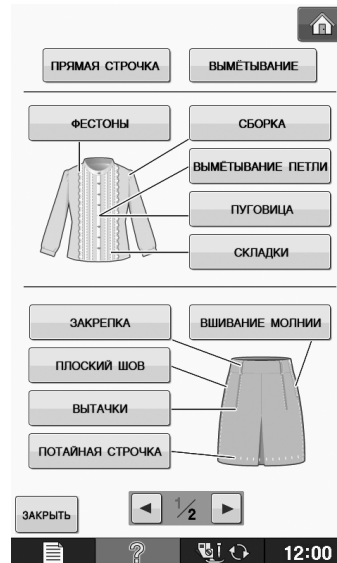 ПРЯМАЯ СТРОЧКА
ВЫМЁТЫВАНИЕ
ФЕСТОНЫ
СБОРКА
ВЫМЁТЫВАНИЕ ПЕТЛИ
ПУГОВИЦА
СКЛАДКИ
ЗАКРЕПКА
ВШИВАНИЕ МОЛНИИ
ПЛОСКИЙ ШОВ
ВЫТАЧКИ
ПОТАЙНАЯ СТРОЧКА
ЗАКРЫТЬ
1/2
?
12:00